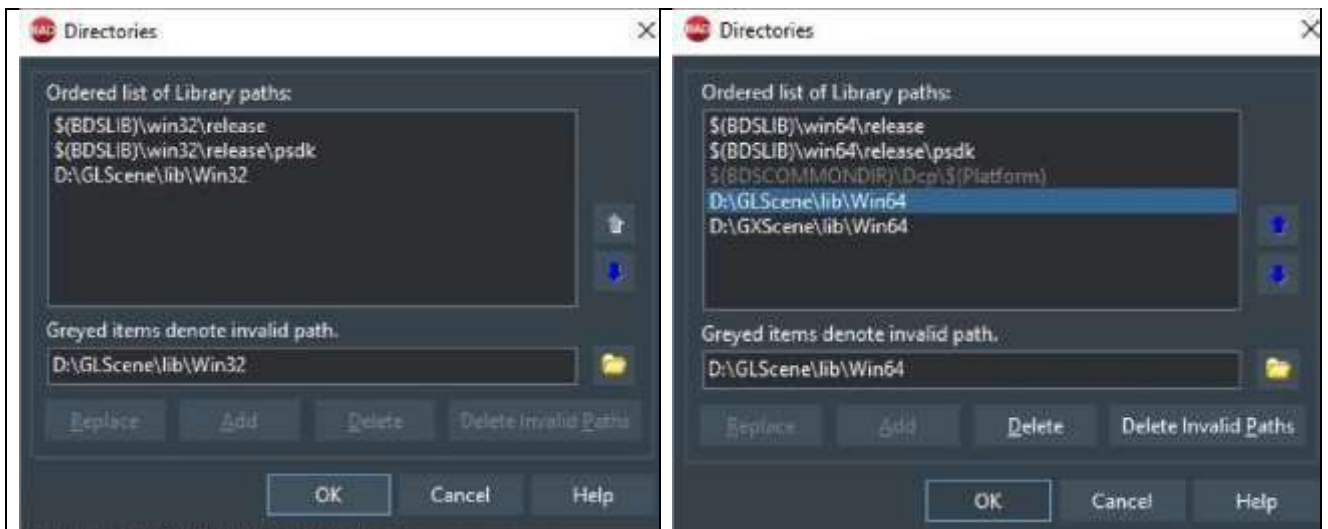 Directories
Ordered list of Library paths:
$(BDSLIB)\win32\release
$(BDSLIB)\win32\release\psdk
D:\GLScene\lib\Win32
Greyed items denote invalid path.
D:\GLScene\lib\Win32
Replace Add Delete Delete Invalid Paths
OK Cancel Help
Directories
Ordered list of Library paths:
$(BDSLIB)\win64\release
$(BDSLIB)\win64\release\psdk
$(BDSCOMMONDIR)\Dcp\$(Platform)
D:\GLScene\lib\Win64
D:\GXScene\lib\Win64
Greyed items denote invalid path.
D:\GLScene\lib\Win64
Replace Add Delete Delete Invalid Paths
OK Cancel Help